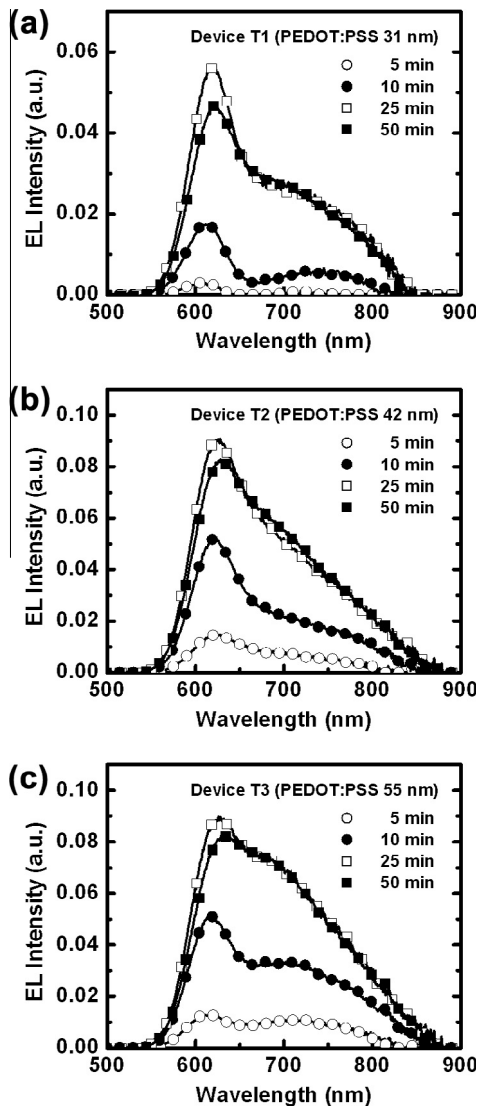 (a)
Device T1 (PEDOT:PSS 31 nm)
5 min
10 min
25 min
50 min
EL Intensity (a.u.)
0.06
0.04
0.02
0.00
500 600 700 800 900
Wavelength (nm)
(b)
Device T2 (PEDOT:PSS 42 nm)
5 min
10 min
25 min
50 min
EL Intensity (a.u.)
0.10
0.08
0.06
0.04
0.02
0.00
500 600 700 800 900
Wavelength (nm)
(c)
Device T3 (PEDOT:PSS 55 nm)
5 min
10 min
25 min
50 min
EL Intensity (a.u.)
0.10
0.08
0.06
0.04
0.02
0.00
500 600 700 800 900
Wavelength (nm)